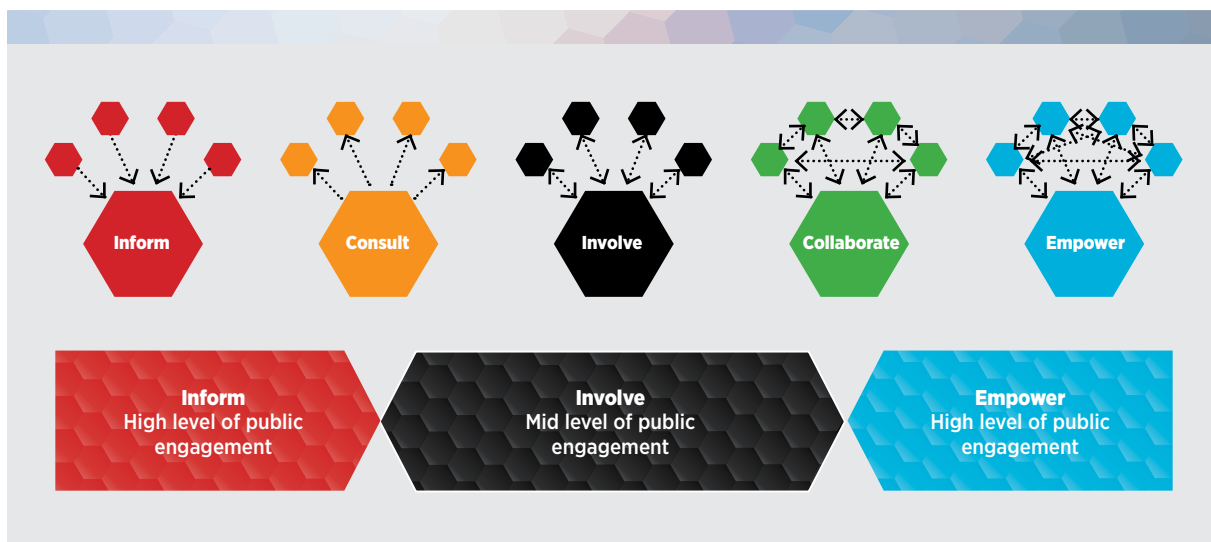 Inform
Consult
Involve
Collaborate
Empower
Inform
High level of public
engagement
Involve
Mid level of public
engagement
Empower
High level of public
engagement